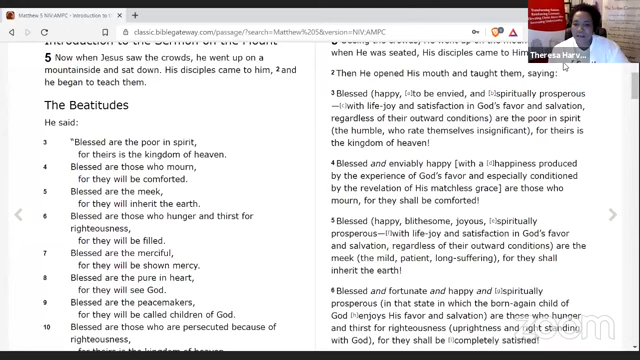 Matthew 5 NIV;AMPC - Introduction to t
classic.biblegateway.com/passage/?search=Matthew%205&version=NIV;AMPC
Theresa Harv...
Introduction to the Sermon on the Mount
5 Now when Jesus saw the crowds, he went up on a
mountainside and sat down. His disciples came to him, 2 and
he began to teach them.
The Beatitudes
He said:
3 "Blessed are the poor in spirit,
for theirs is the kingdom of heaven.
4 Blessed are those who mourn,
for they will be comforted.
5 Blessed are the meek,
for they will inherit the earth.
6 Blessed are those who hunger and thirst for
righteousness,
for they will be filled.
7 Blessed are the merciful,
for they will be shown mercy.
8 Blessed are the pure in heart,
for they will see God.
9 Blessed are the peacemakers,
for they will be called children of God.
10 Blessed are those who are persecuted because of
righteousness,
for theirs is the kingdom of heaven
when He was seated, His disciples came to Him
2 Then He opened His mouth and taught them, saying:
3 Blessed (happy, [a]to be envied, and [b]spiritually prosperous
—[c]with life-joy and satisfaction in God's favor and salvation,
regardless of their outward conditions) are the poor in spirit
(the humble, who rate themselves insignificant), for theirs is the
kingdom of heaven!
4 Blessed and enviably happy [with a [d]happiness produced
by the experience of God's favor and especially conditioned
by the revelation of His matchless grace] are those who
mourn, for they shall be comforted!
5 Blessed (happy, blithesome, joyous, [e]spiritually
prosperous—[f]with life-joy and satisfaction in God's favor
and salvation, regardless of their outward conditions) are the
meek (the mild, patient, long-suffering), for they shall
inherit the earth!
6 Blessed and fortunate and happy and [g]spiritually
prosperous (in that state in which the born-again child of
God [h]enjoys His favor and salvation) are those who hunger
and thirst for righteousness (uprightness and right standing
with God), for they shall be [i]completely satisfied!
zoom